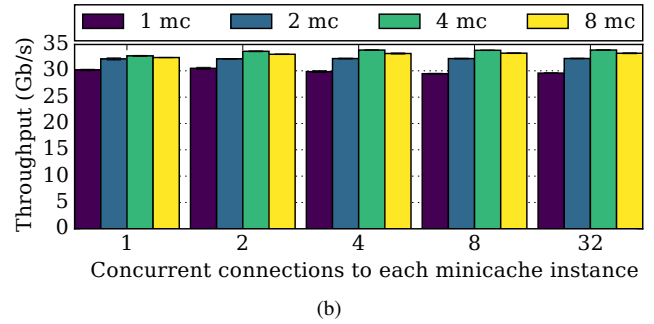 1 mc 2 mc 4 mc 8 mc
Throughput (Gb/s)
35
30
25
20
15
10
5
0
1 2 4 8 32
Concurrent connections to each minicache instance
(b)